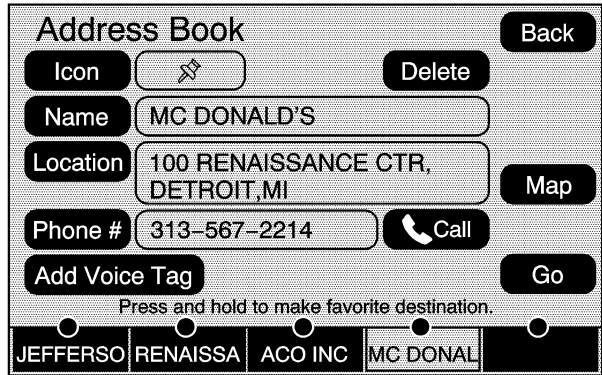 Address Book
Back
Icon
Delete
Name
MC DONALD'S
Location
100 RENAISSANCE CTR,
DETROIT,MI
Map
Phone #
313–567–2214
Call
Add Voice Tag
Go
Press and hold to make favorite destination.
JEFFERSO
RENAISSA
ACO INC
MC DONAL